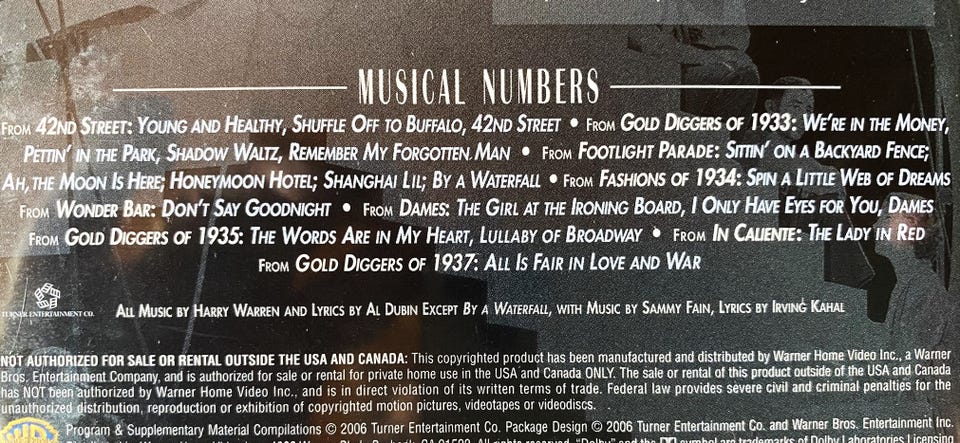 MUSICAL NUMBERS
FROM 42ND STREET: YOUNG AND HEALTHY, SHUFFLE OFF TO BUFFALO, 42ND STREET • FROM GOLD DIGGERS OF 1933: WE'RE IN THE MONEY,
PETTIN' IN THE PARK, SHADOW WALTZ, REMEMBER MY FORGOTTEN MAN • FROM FOOTLIGHT PARADE: SITTIN' ON A BACKYARD FENCE;
AH, THE MOON IS HERE; HONEYMOON HOTEL; SHANGHAI LIL; BY A WATERFALL • FROM FASHIONS OF 1934: SPIN A LITTLE WEB OF DREAMS
FROM WONDER BAR: DON'T SAY GOODNIGHT • FROM DAMES: THE GIRL AT THE IRONING BOARD, I ONLY HAVE EYES FOR YOU, DAMES
FROM GOLD DIGGERS OF 1935: THE WORDS ARE IN MY HEART, LULLABY OF BROADWAY • FROM IN CALIENTE: THE LADY IN RED
FROM GOLD DIGGERS OF 1937: ALL IS FAIR IN LOVE AND WAR
TURNER ENTERTAINMENT CO.
ALL MUSIC BY HARRY WARREN AND LYRICS BY AL DUBIN EXCEPT BY A WATERFALL, WITH MUSIC BY SAMMY FAIN, LYRICS BY IRVING KAHAL
NOT AUTHORIZED FOR SALE OR RENTAL OUTSIDE THE USA AND CANADA: This copyrighted product has been manufactured and distributed by Warner Home Video Inc., a Warner
Bros. Entertainment Company, and is authorized for sale or rental for private home use in the USA and Canada ONLY. The sale or rental of this product outside of the USA and Canada
has NOT been authorized by Warner Home Video Inc., and is in direct violation of its written terms of trade. Federal law provides severe civil and criminal penalties for the
unauthorized distribution, reproduction or exhibition of copyrighted motion pictures, videotapes or videodiscs.
Program & Supplementary Material Compilations © 2006 Turner Entertainment Co. Package Design © 2006 Turner Entertainment Co. and Warner Bros. Entertainment Inc.
All rights reserved. "Dolby" and the symbol are trademarks of Dolby Laboratories Licensing